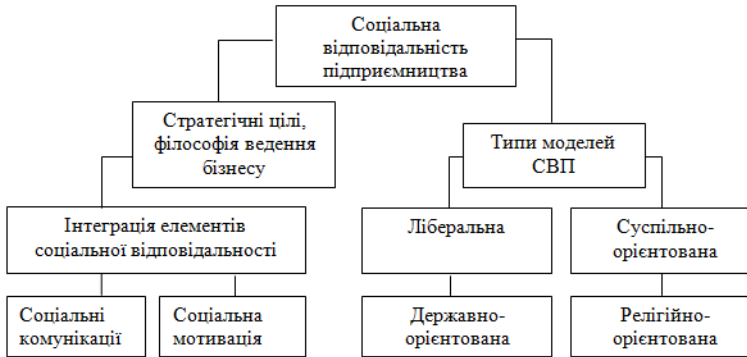 Соціальна
відповідальність
підприємництва
Стратегічні цілі,
філософія ведення
бізнесу
Типи моделей
СВП
Інтеграція елементів
соціальної відповідальності
Ліберальна
Суспільно-
орієнтована
Соціальні
комунікації
Соціальна
мотивація
Державно-
орієнтована
Релігійно-
орієнтована